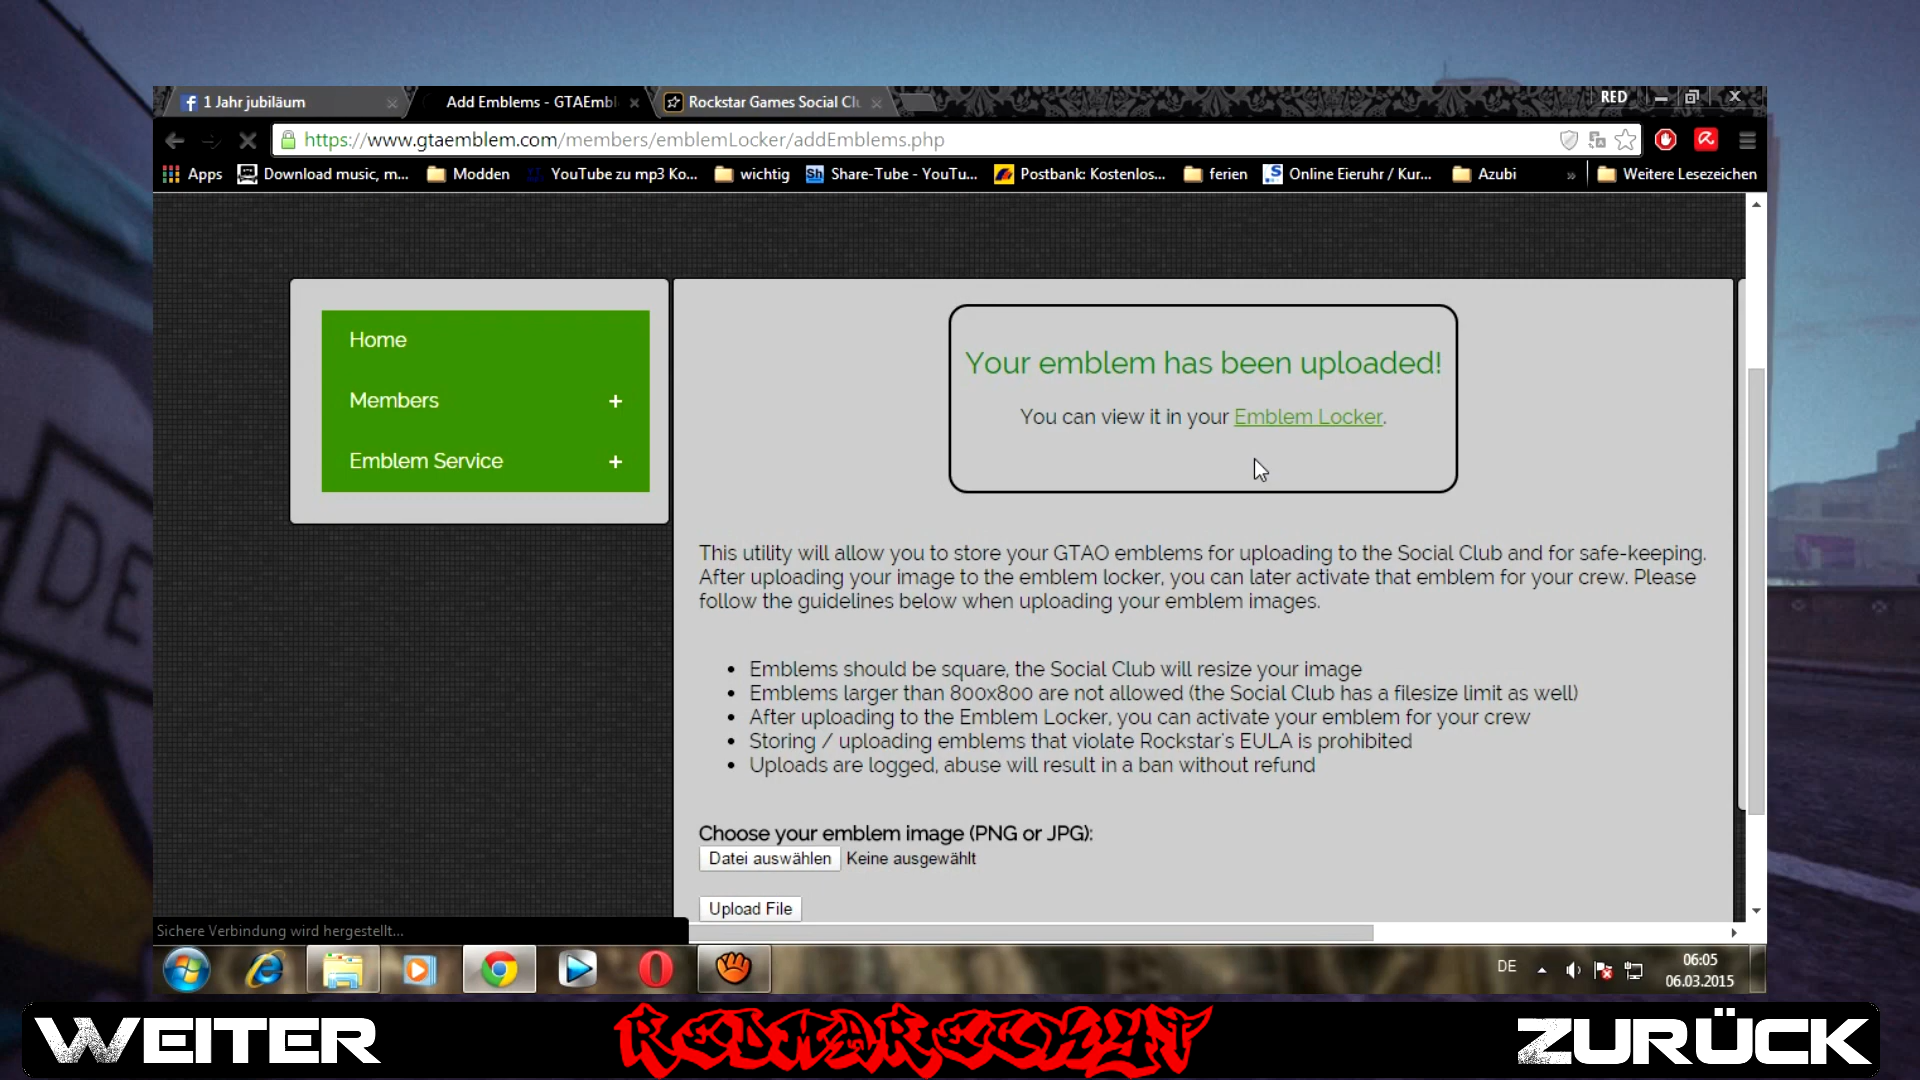 1 Jahr jubiläum
Add Emblems - GTAEmbl
Rockstar Games Social Clu
RED
https://www.gtaemblem.com/members/emblemLocker/addEmblems.php
Apps
Download music, m...
Modden
YouTube zu mp3 Ko...
wichtig
Share-Tube - YouTu...
Postbank: Kostenlos...
ferien
Online Eieruhr / Kur...
Azubi
»
Weitere Lesezeichen
Home
Members +
Emblem Service +
Your emblem has been uploaded!
You can view it in your Emblem Locker.
This utility will allow you to store your GTAO emblems for uploading to the Social Club and for safe-keeping.
After uploading your image to the emblem locker, you can later activate that emblem for your crew. Please
follow the guidelines below when uploading your emblem images.
• Emblems should be square, the Social Club will resize your image
• Emblems larger than 800x800 are not allowed (the Social Club has a filesize limit as well)
• After uploading to the Emblem Locker, you can activate your emblem for your crew
• Storing / uploading emblems that violate Rockstar's EULA is prohibited
• Uploads are logged, abuse will result in a ban without refund
Choose your emblem image (PNG or JPG):
Datei auswählen Keine ausgewählt
Upload File
Sichere Verbindung wird hergestellt...
DE
06:05
06.03.2015
DE
WEITER
REDMARECKYT
ZURÜCK